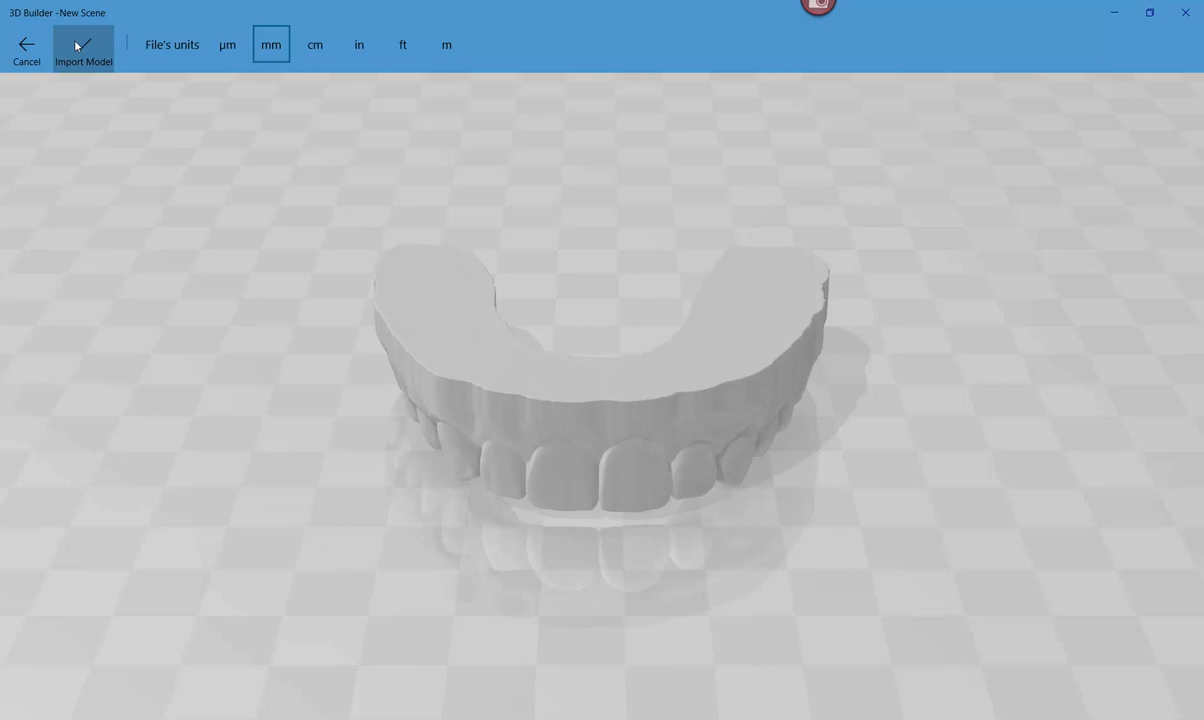 3D Builder -New Scene
Cancel
Import Model
File's units
µm
mm
cm
in
ft
m